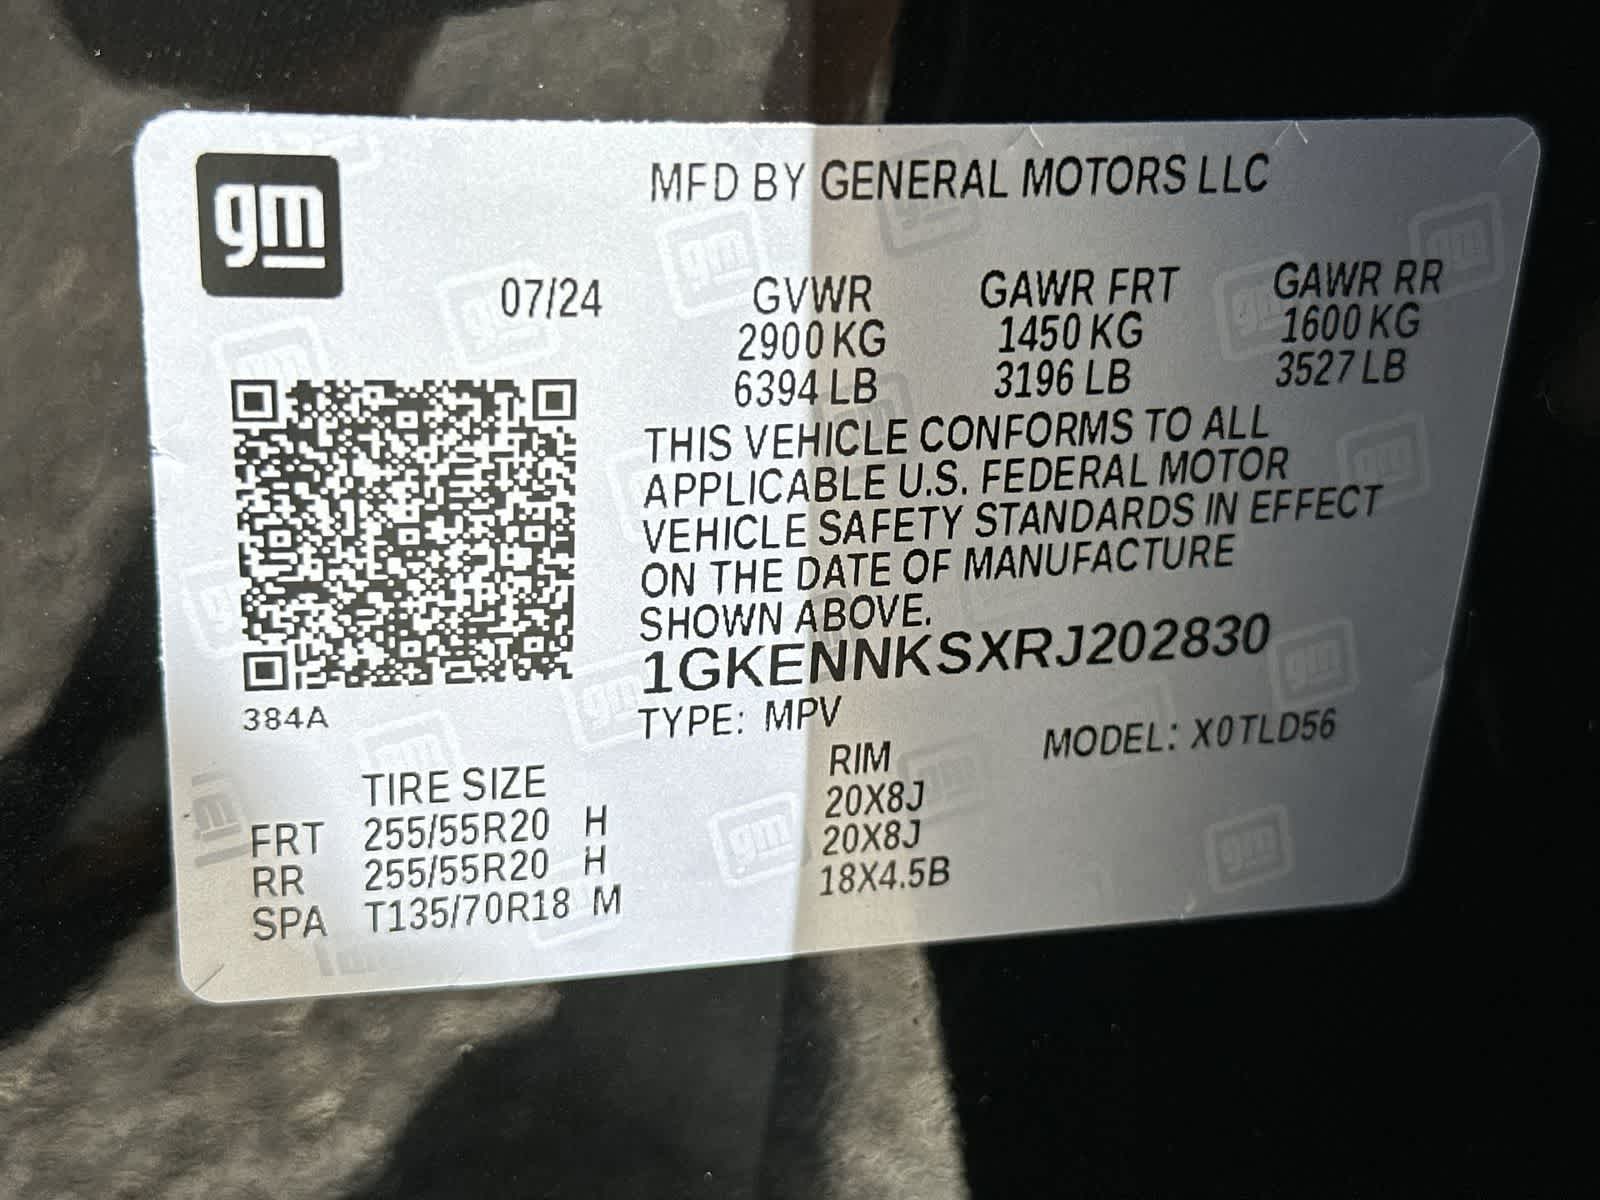 gm
MFD BY GENERAL MOTORS LLC
07/24 GVWR GAWR FRT GAWR RR
2900 KG 1450 KG 1600 KG
6394 LB 3196 LB 3527 LB
THIS VEHICLE CONFORMS TO ALL
APPLICABLE U.S. FEDERAL MOTOR
VEHICLE SAFETY STANDARDS IN EFFECT
ON THE DATE OF MANUFACTURE
SHOWN ABOVE.
1GKENNKSXRJ202830
384A
TYPE: MPV MODEL: X0TLD56
TIRE SIZE RIM
FRT 255/55R20 H 20X8J
RR 255/55R20 H 20X8J
SPA T135/70R18 M 18X4.5B